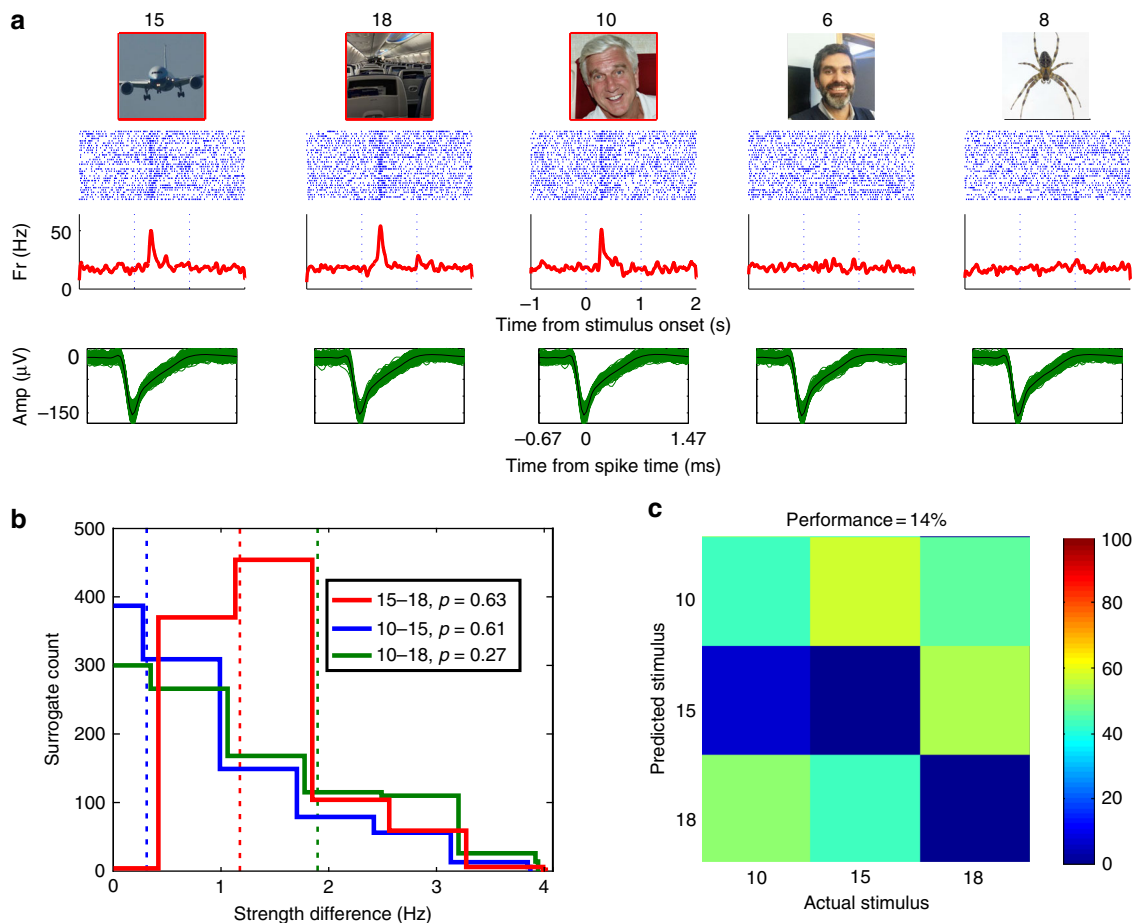 a
15 18 10 6 8
Fr (Hz)
50
0
–1 0 1 2
Time from stimulus onset (s)
Amp (μV)
0
–150
–0.67 0 1.47
Time from spike time (ms)
b
500
400
300
200
100
0
Surrogate count
15–18, p = 0.63
10–15, p = 0.61
10–18, p = 0.27
0 1 2 3 4
Strength difference (Hz)
c
Performance = 14%
Predicted stimulus
10
15
18
10 15 18
Actual stimulus
100
80
60
40
20
0